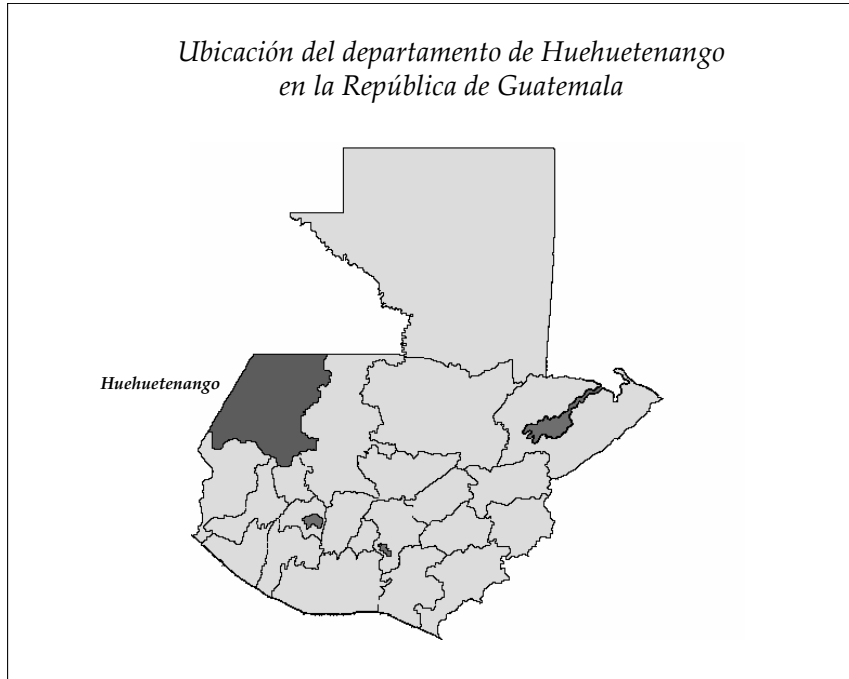 Ubicación del departamento de Huehuetenango
en la República de Guatemala
Huehuetenango